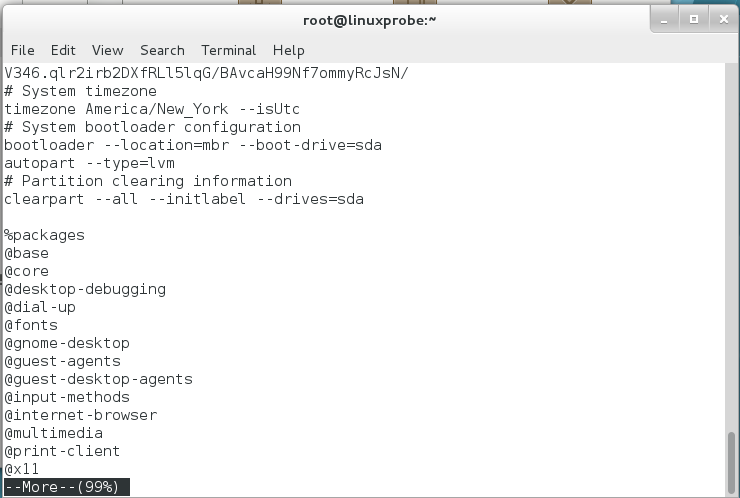 root@linuxprobe:~
File Edit View Search Terminal Help
V346.qlr2irb2DXfRLl5lqG/BAvcaH99Nf7ommyRcJsN/
# System timezone
timezone America/New_York --isUtc
# System bootloader configuration
bootloader --location=mbr --boot-drive=sda
autopart --type=lvm
# Partition clearing information
clearpart --all --initlabel --drives=sda
%packages
@base
@core
@desktop-debugging
@dial-up
@fonts
@gnome-desktop
@guest-agents
@guest-desktop-agents
@input-methods
@internet-browser
@multimedia
@print-client
@x11
--More--(99%)